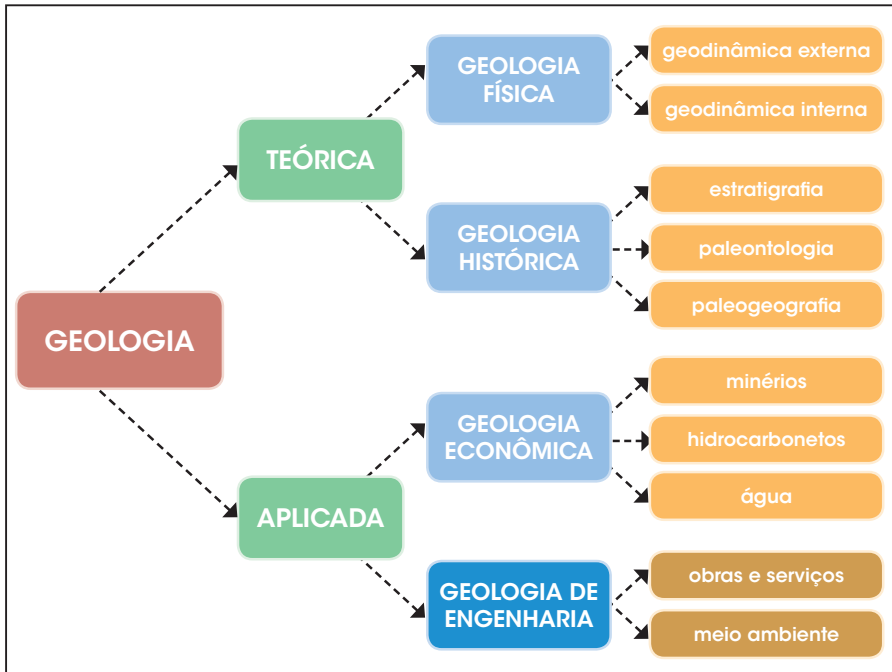 GEOLOGIA
TEÓRICA
GEOLOGIA
FÍSICA
geodinâmica externa
geodinâmica interna
GEOLOGIA
HISTÓRICA
estratigrafia
paleontologia
paleogeografia
APLICADA
GEOLOGIA
ECONÔMICA
minérios
hidrocarbonetos
água
GEOLOGIA DE
ENGENHARIA
obras e serviços
meio ambiente